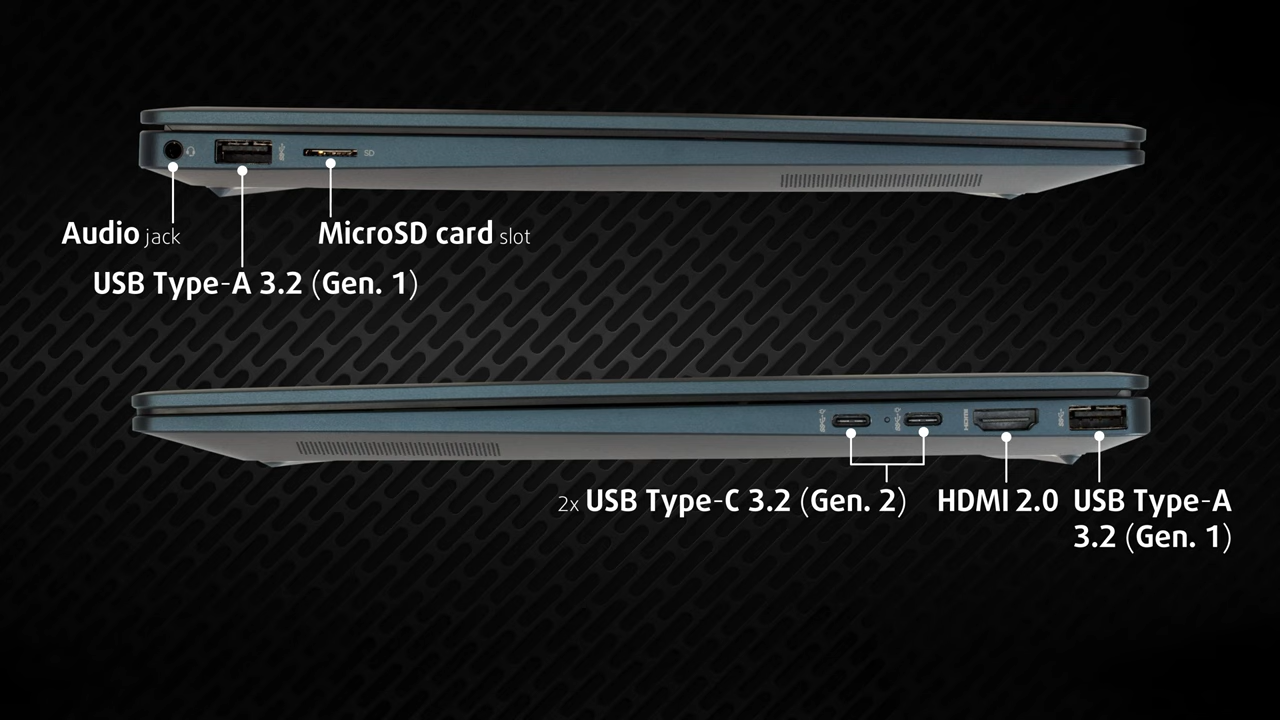 SD
Audio jack
MicroSD card slot
USB Type-A 3.2 (Gen. 1)
2x USB Type-C 3.2 (Gen. 2)
HDMI 2.0
USB Type-A
3.2 (Gen. 1)